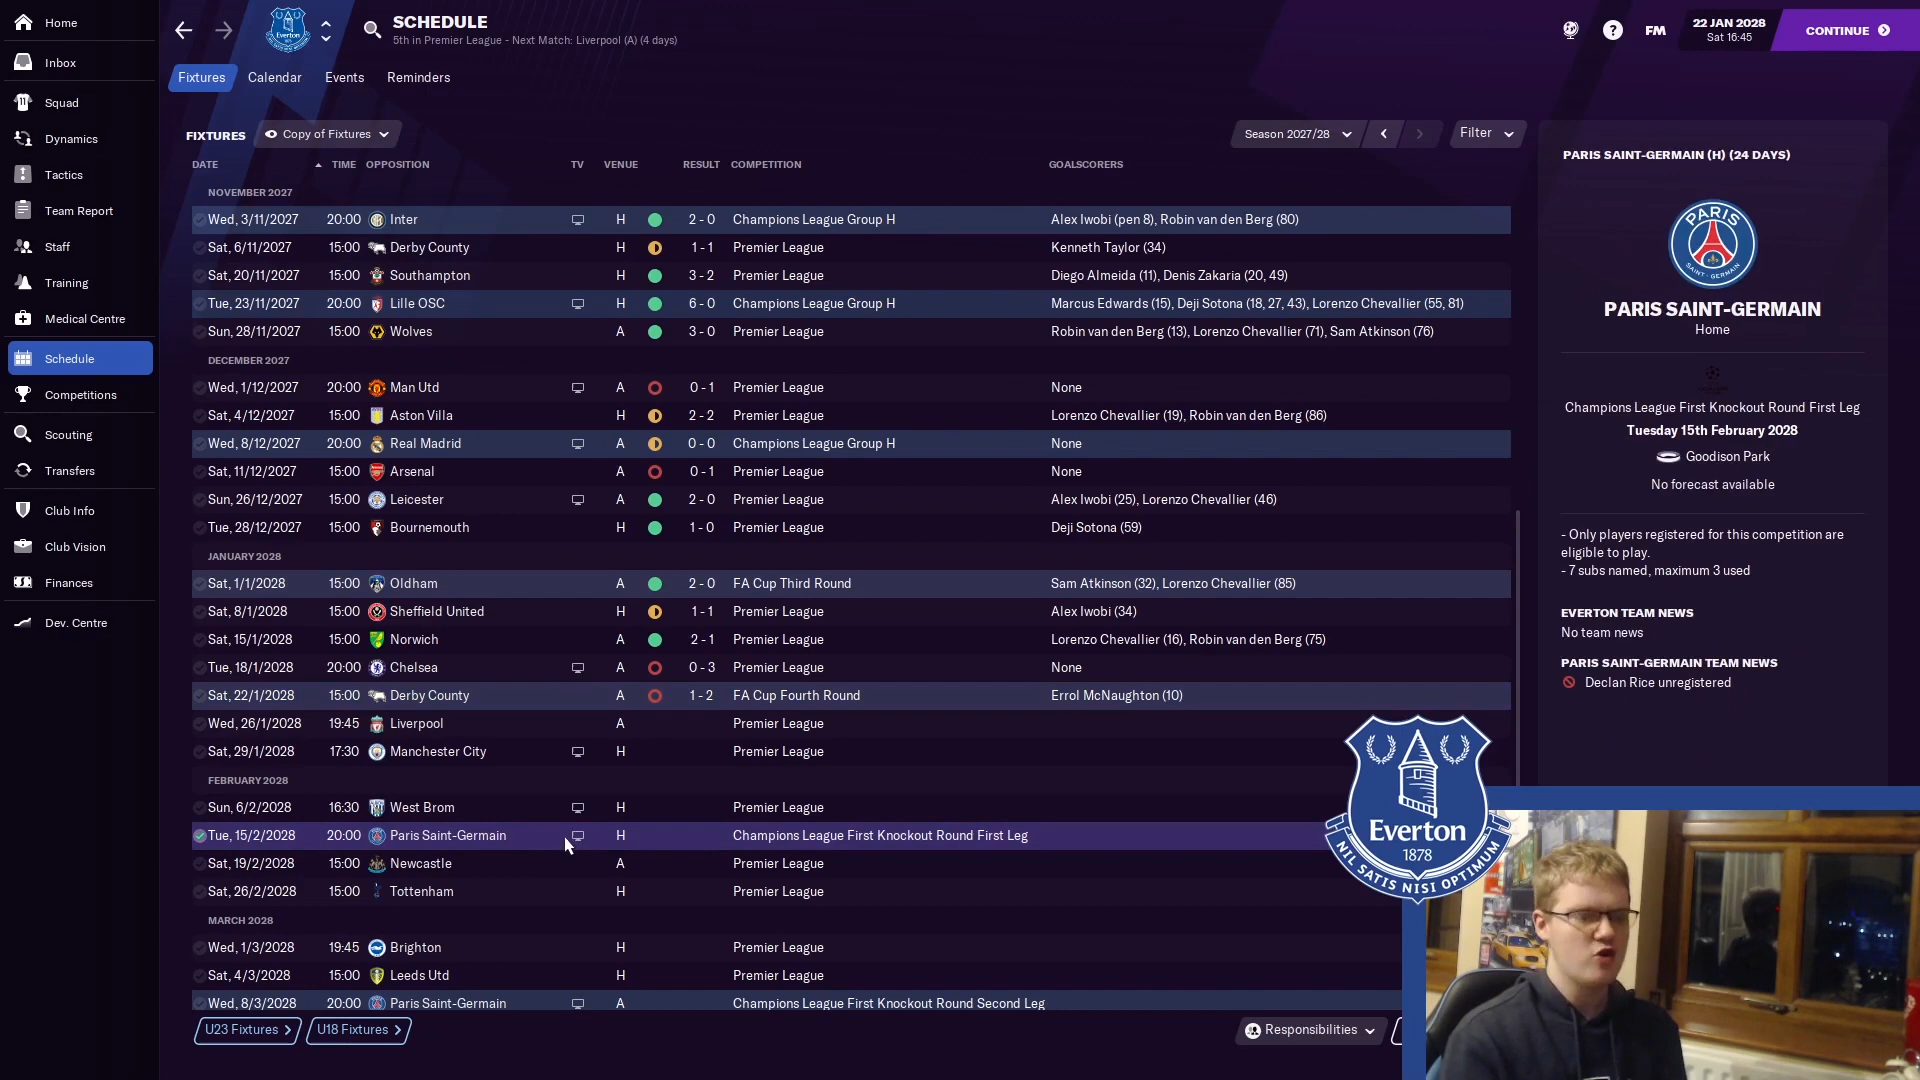 Home
Inbox
Squad
Dynamics
Tactics
Team Report
Staff
Training
Medical Centre
Schedule
Competitions
Scouting
Transfers
Club Info
Club Vision
Finances
Dev. Centre
Everton
SCHEDULE
5th in Premier League - Next Match: Liverpool (A) (4 days)
FM
22 JAN 2028
Sat 16:45
CONTINUE
Fixtures Calendar Events Reminders
FIXTURES Copy of Fixtures Season 2027/28 Filter
DATE TIME OPPOSITION TV VENUE RESULT COMPETITION GOALSCORERS
NOVEMBER 2027
Wed, 3/11/2027 20:00 Inter H 2 - 0 Champions League Group H Alex Iwobi (pen 8), Robin van den Berg (80)
Sat, 6/11/2027 15:00 Derby County H 1 - 1 Premier League Kenneth Taylor (34)
Sat, 20/11/2027 15:00 Southampton H 3 - 2 Premier League Diego Almeida (11), Denis Zakaria (20, 49)
Tue, 23/11/2027 20:00 Lille OSC H 6 - 0 Champions League Group H Marcus Edwards (15), Deji Sotona (18, 27, 43), Lorenzo Chevallier (55, 81)
Sun, 28/11/2027 15:00 Wolves A 3 - 0 Premier League Robin van den Berg (13), Lorenzo Chevallier (71), Sam Atkinson (76)
DECEMBER 2027
Wed, 1/12/2027 20:00 Man Utd A 0 - 1 Premier League None
Sat, 4/12/2027 15:00 Aston Villa H 2 - 2 Premier League Lorenzo Chevallier (19), Robin van den Berg (86)
Wed, 8/12/2027 20:00 Real Madrid A 0 - 0 Champions League Group H None
Sat, 11/12/2027 15:00 Arsenal A 0 - 1 Premier League None
Sun, 26/12/2027 15:00 Leicester A 2 - 0 Premier League Alex Iwobi (25), Lorenzo Chevallier (46)
Tue, 28/12/2027 15:00 Bournemouth H 1 - 0 Premier League Deji Sotona (59)
JANUARY 2028
Sat, 1/1/2028 15:00 Oldham A 2 - 0 FA Cup Third Round Sam Atkinson (32), Lorenzo Chevallier (85)
Sat, 8/1/2028 15:00 Sheffield United H 1 - 1 Premier League Alex Iwobi (34)
Sat, 15/1/2028 15:00 Norwich A 2 - 1 Premier League Lorenzo Chevallier (16), Robin van den Berg (75)
Tue, 18/1/2028 20:00 Chelsea A 0 - 3 Premier League None
Sat, 22/1/2028 15:00 Derby County A 1 - 2 FA Cup Fourth Round Errol McNaughton (10)
Wed, 26/1/2028 19:45 Liverpool A Premier League
Sat, 29/1/2028 17:30 Manchester City H Premier League
FEBRUARY 2028
Sun, 6/2/2028 16:30 West Brom H Premier League
Tue, 15/2/2028 20:00 Paris Saint-Germain H Champions League First Knockout Round First Leg
Sat, 19/2/2028 15:00 Newcastle A Premier League
Sat, 26/2/2028 15:00 Tottenham H Premier League
MARCH 2028
Wed, 1/3/2028 19:45 Brighton H Premier League
Sat, 4/3/2028 15:00 Leeds Utd H Premier League
Wed, 8/3/2028 20:00 Paris Saint-Germain A Champions League First Knockout Round Second Leg
U23 Fixtures U18 Fixtures Responsibilities
PARIS SAINT-GERMAIN (H) (24 DAYS)
PARIS
SAINT-GERMAIN
PARIS SAINT-GERMAIN
Home
Champions League First Knockout Round First Leg
Tuesday 15th February 2028
Goodison Park
No forecast available
- Only players registered for this competition are
eligible to play.
- 7 subs named, maximum 3 used
EVERTON TEAM NEWS
No team news
PARIS SAINT-GERMAIN TEAM NEWS
Declan Rice unregistered
Everton
1878
NIL SATIS NISI OPTIMUM